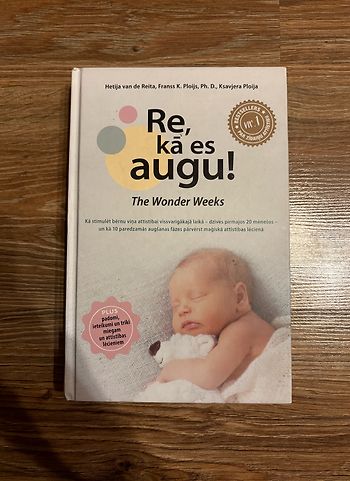 Hetija van de Reita, Franss K. Ploijs, Ph. D., Ksavjera Ploija
Re,
kā es
augu!
The Wonder Weeks
Kā stimulēt bērnu viņa attīstībai vissvarīgākajā laikā – dzīves pirmajos 20 mēnešos –
un kā 10 paredzamās augšanas fāzes pārvērst maģiskā attīstības lēcienā
PLUS
padomi,
ieteikumi un triki
miegam
un attīstības
lēcieniem